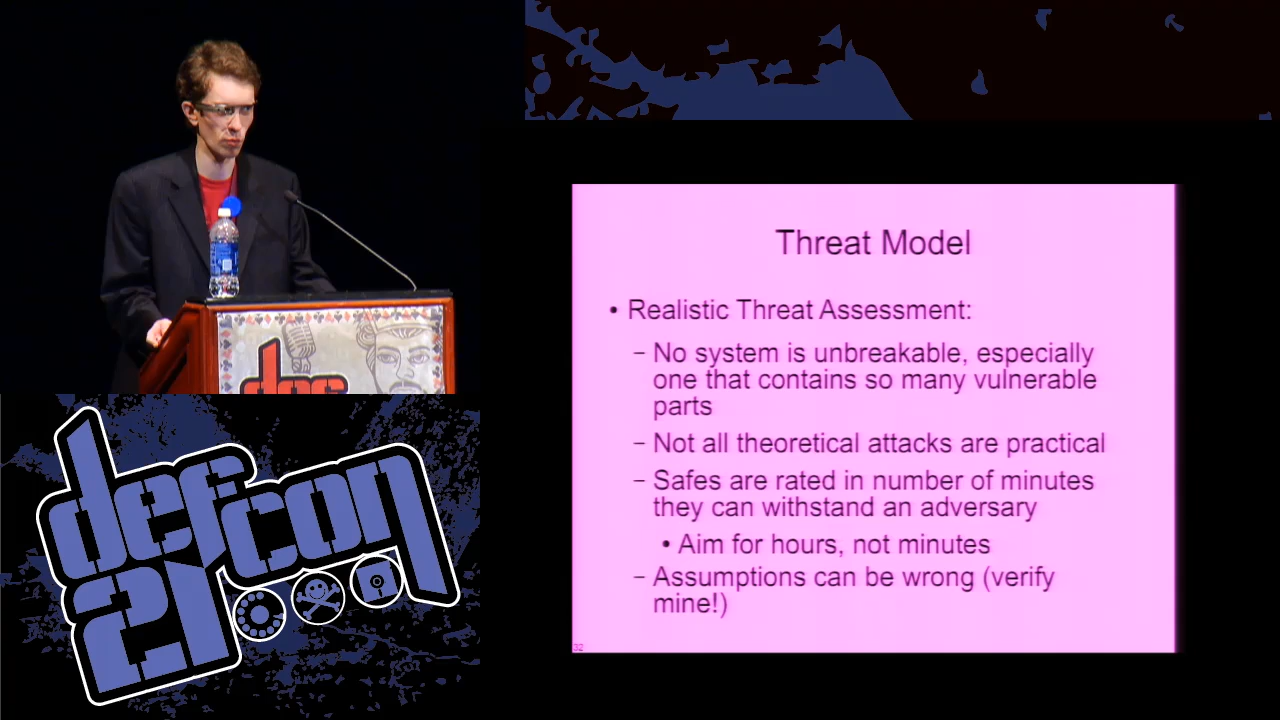 Threat Model
• Realistic Threat Assessment:
– No system is unbreakable, especially
one that contains so many vulnerable
parts
– Not all theoretical attacks are practical
– Safes are rated in number of minutes
they can withstand an adversary
• Aim for hours, not minutes
– Assumptions can be wrong (verify
mine!)
32
def
defcon
21